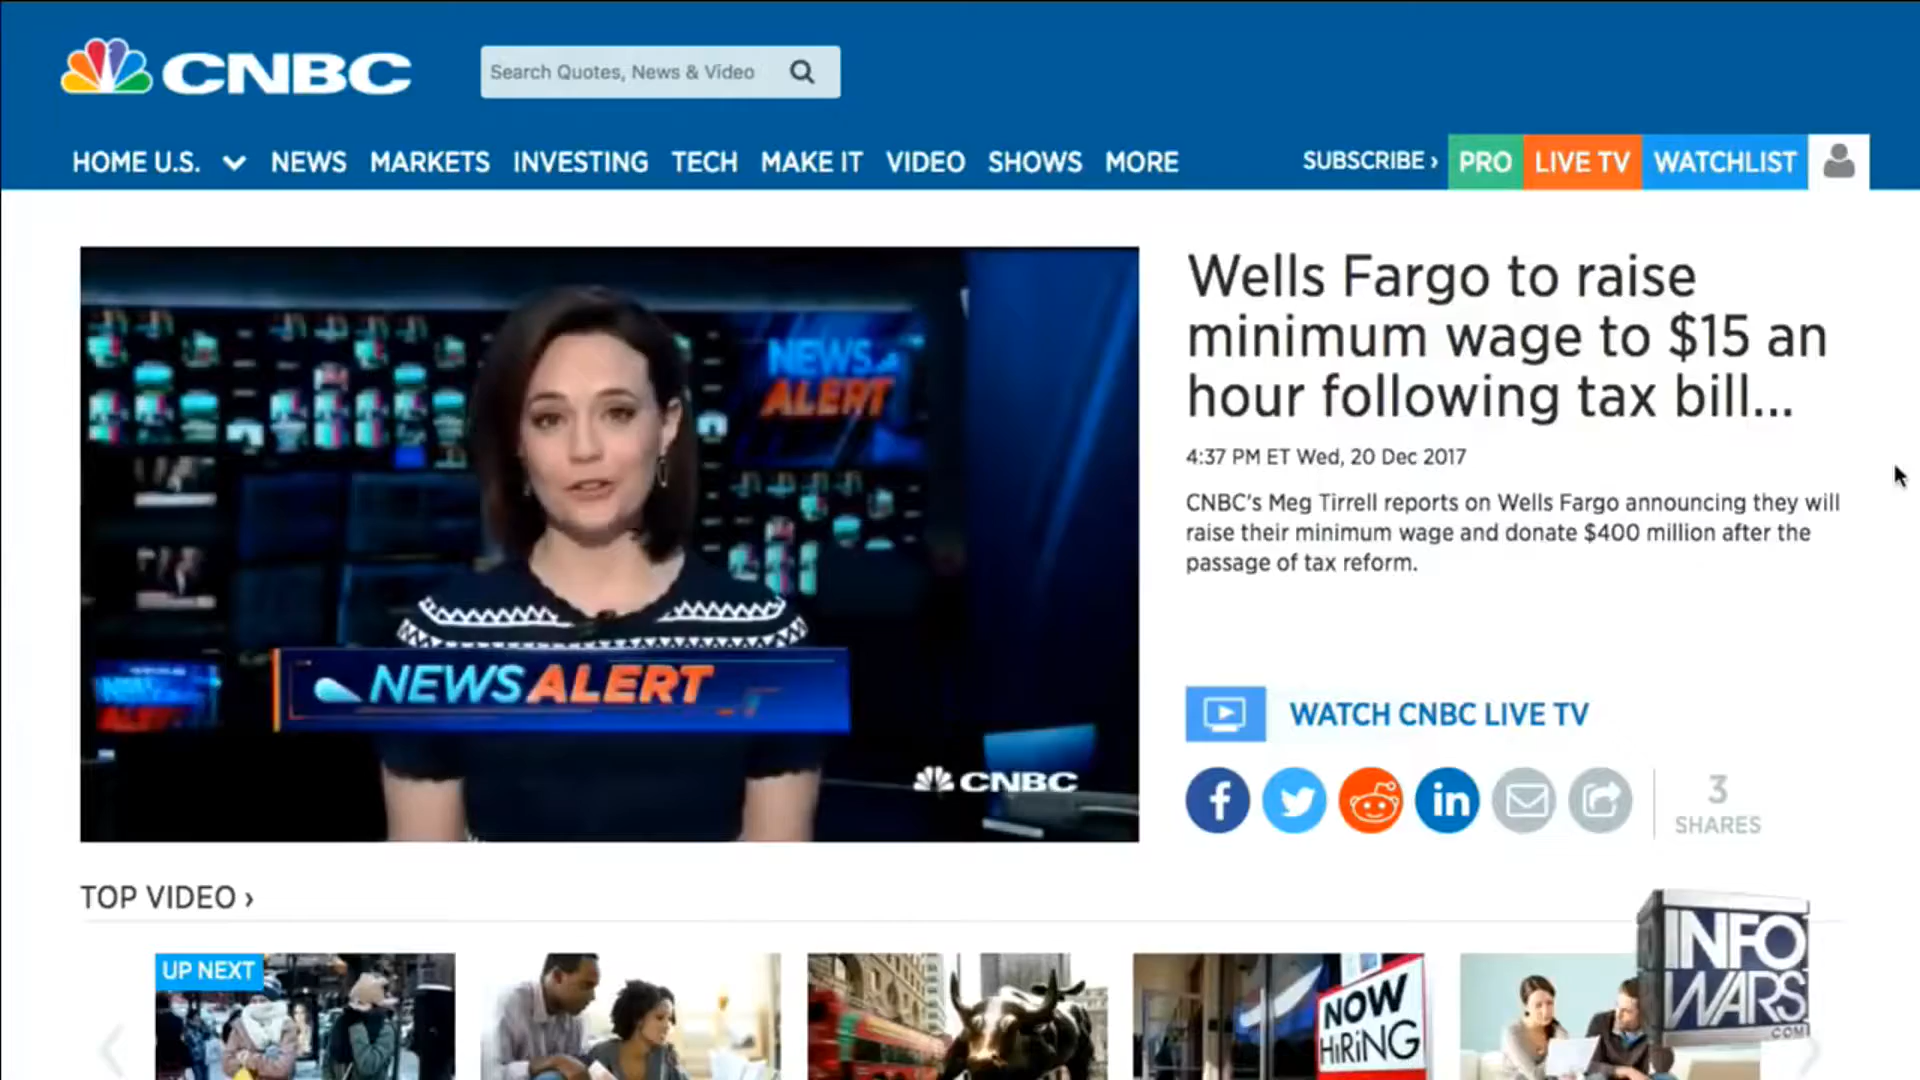 CNBC
Search Quotes, News & Video
HOME U.S. NEWS MARKETS INVESTING TECH MAKE IT VIDEO SHOWS MORE
SUBSCRIBE › PRO LIVE TV WATCHLIST
NEWS
ALERT
NEWS ALERT
CNBC
Wells Fargo to raise
minimum wage to $15 an
hour following tax bill...
4:37 PM ET Wed, 20 Dec 2017
CNBC's Meg Tirrell reports on Wells Fargo announcing they will
raise their minimum wage and donate $400 million after the
passage of tax reform.
WATCH CNBC LIVE TV
3
SHARES
TOP VIDEO ›
UP NEXT
NOW
HiRiNG
INFO
WARS
.COM